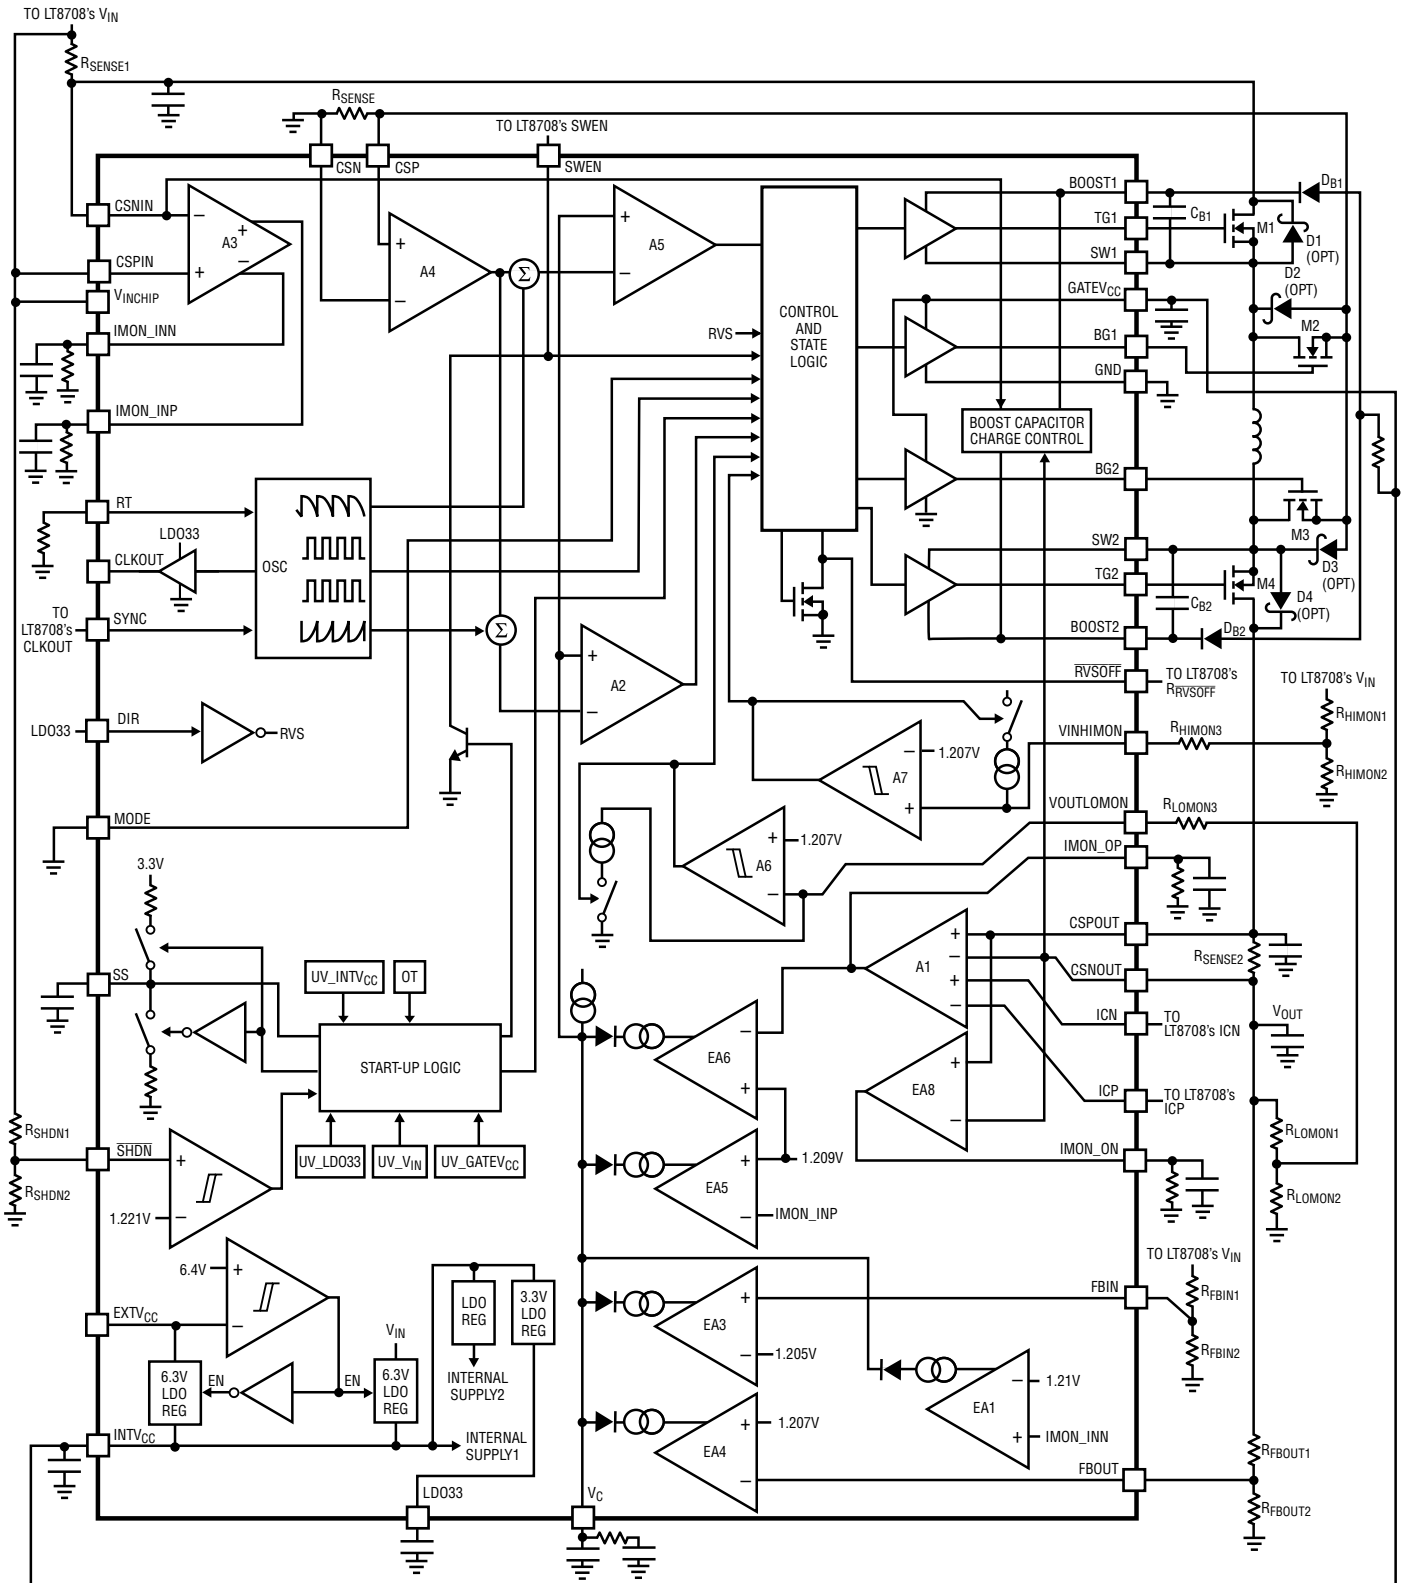 TO LT8708's VIN
RSENSE1
RSENSE
TO LT8708's SWEN
CSN
CSP
SWEN
CSNIN
–
+
A3
–
CSPIN
+
VINCHIP
IMON_INN
IMON_INP
+
A4
–
Σ
+
A5
–
RVS
CONTROL
AND
STATE
LOGIC
BOOST1
TG1
SW1
GATEVCC
BG1
GND
BOOST CAPACITOR
CHARGE CONTROL
BG2
SW2
TG2
BOOST2
DB1
CB1
M1
D1
(OPT)
D2
(OPT)
M2
M3
D3
(OPT)
M4
D4
(OPT)
CB2
DB2
RT
LDO33
CLKOUT
OSC
TO
LT8708's
CLKOUT
SYNC
Σ
+
A2
–
RVSOFF
TO LT8708's
RRVSOFF
TO LT8708's VIN
RHIMON1
RHIMON3
RHIMON2
VINHIMON
LDO33
DIR
RVS
–
1.207V
A7
+
MODE
VOUTLOMON
RLOMON3
+
1.207V
A6
–
IMON_OP
3.3V
SS
UV_INTVCC
OT
START-UP LOGIC
UV_LDO33
UV_VIN
UV_GATEVCC
CSPOUT
+
–
A1
+
–
CSNOUT
RSENSE2
ICN
TO
LT8708's ICN
VOUT
–
EA6
+
+
EA8
–
ICP
TO LT8708's
ICP
RLOMON1
RLOMON2
IMON_ON
RSHDN1
SHDN
RSHDN2
+
1.221V
–
+
1.209V
EA5
–
IMON_INP
6.4V
+
EXTVCC
–
6.3V
LDO
REG
EN
EN
VIN
6.3V
LDO
REG
LDO
REG
3.3V
LDO
REG
INTERNAL
SUPPLY2
INTVCC
INTERNAL
SUPPLY1
LDO33
VC
TO LT8708's VIN
FBIN
RFBIN1
RFBIN2
+
EA3
–
1.205V
–
1.21V
EA1
+
IMON_INN
+
1.207V
EA4
–
FBOUT
RFBOUT1
RFBOUT2